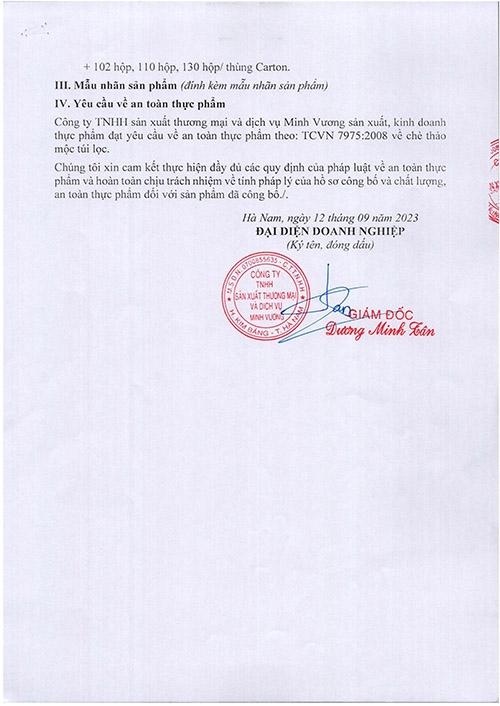 + 102 hộp, 110 hộp, 130 hộp/ thùng Carton.
III. Mẫu nhãn sản phẩm (đính kèm mẫu nhãn sản phẩm)
IV. Yêu cầu về an toàn thực phẩm
Công ty TNHH sản xuất thương mại và dịch vụ Minh Vương sản xuất, kinh doanh
thực phẩm đạt yêu cầu về an toàn thực phẩm theo: TCVN 7975:2008 về chè thảo
mộc túi lọc.
Chúng tôi xin cam kết thực hiện đầy đủ các quy định của pháp luật về an toàn thực
phẩm và hoàn toàn chịu trách nhiệm về tính pháp lý của hồ sơ công bố và chất lượng,
an toàn thực phẩm đối với sản phẩm đã công bố./.
Hà Nam, ngày 12 tháng 09 năm 2023
ĐẠI DIỆN DOANH NGHIỆP
(Ký tên, đóng dấu)
M.S.D.N: 0700855635 - C.T.T.N.H.H
CÔNG TY
TNHH
SẢN XUẤT THƯƠNG MẠI
VÀ DỊCH VỤ
MINH VƯƠNG
H. KIM BẢNG - T. HÀ NAM
GIÁM ĐỐC
Dương Minh Tân